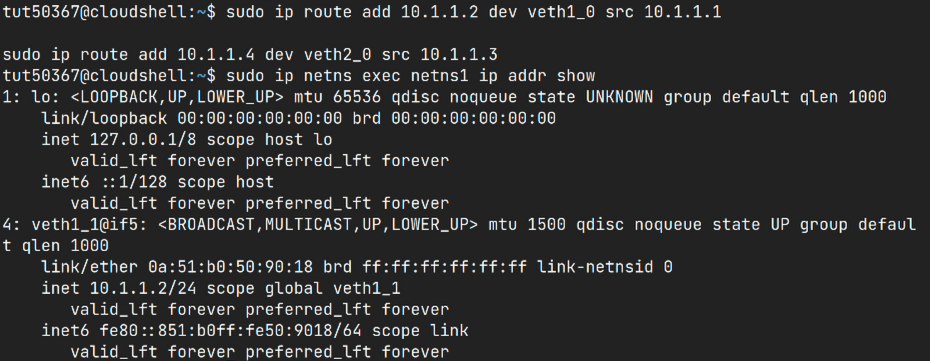 tut50367@cloudshell:~$ sudo ip route add 10.1.1.2 dev veth1_0 src 10.1.1.1
sudo ip route add 10.1.1.4 dev veth2_0 src 10.1.1.3
tut50367@cloudshell:~$ sudo ip netns exec netns1 ip addr show
1: lo: <LOOPBACK,UP,LOWER_UP> mtu 65536 qdisc noqueue state UNKNOWN group default qlen 1000
link/loopback 00:00:00:00:00:00 brd 00:00:00:00:00:00
inet 127.0.0.1/8 scope host lo
valid_lft forever preferred_lft forever
inet6 ::1/128 scope host
valid_lft forever preferred_lft forever
4: veth1_1@if5: <BROADCAST,MULTICAST,UP,LOWER_UP> mtu 1500 qdisc noqueue state UP group defaul
t qlen 1000
link/ether 0a:51:b0:50:90:18 brd ff:ff:ff:ff:ff:ff link-netnsid 0
inet 10.1.1.2/24 scope global veth1_1
valid_lft forever preferred_lft forever
inet6 fe80::851:b0ff:fe50:9018/64 scope link
valid_lft forever preferred_lft forever